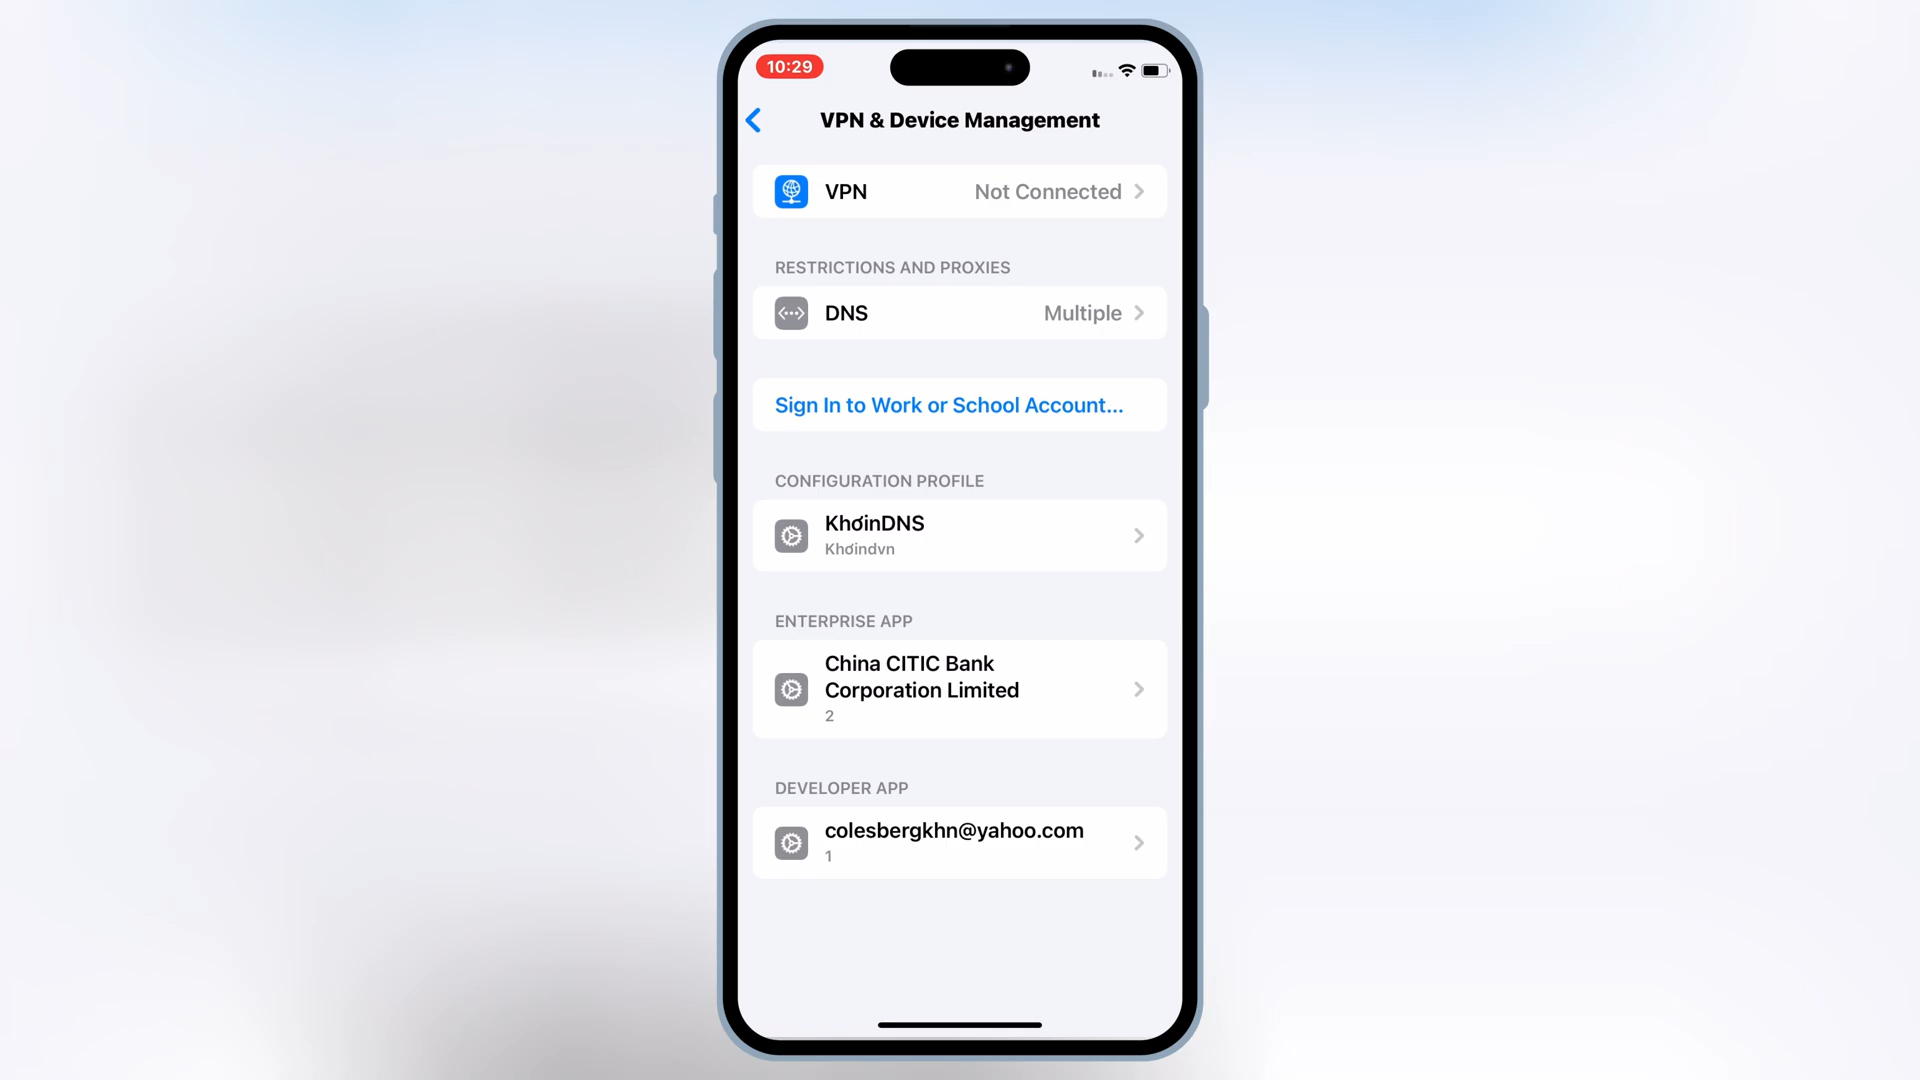 10:29
VPN & Device Management
VPN Not Connected
RESTRICTIONS AND PROXIES
DNS Multiple
Sign In to Work or School Account...
CONFIGURATION PROFILE
KhơinDNS
Khơindvn
ENTERPRISE APP
China CITIC Bank
Corporation Limited
2
DEVELOPER APP
colesbergkhn@yahoo.com
1